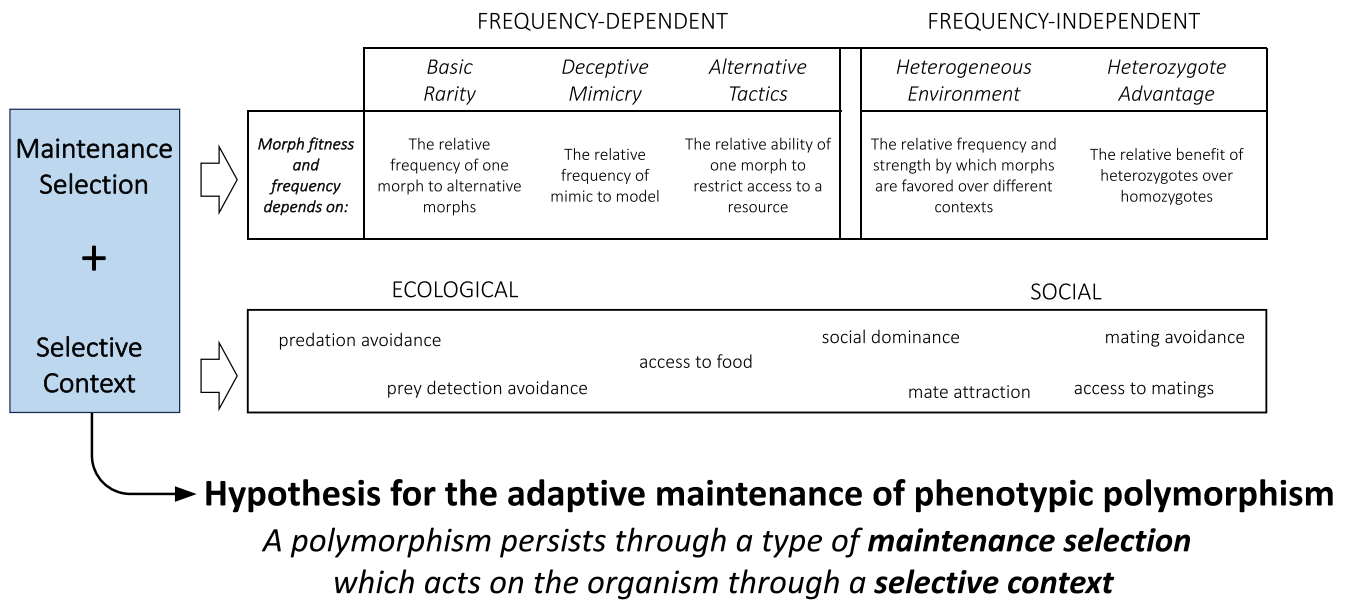 FREQUENCY-DEPENDENT
FREQUENCY-INDEPENDENT
Basic
Rarity
Deceptive
Mimicry
Alternative
Tactics
Heterogeneous
Environment
Heterozygote
Advantage
Maintenance
Selection
+
Selective
Context
Morph fitness
and
frequency
depends on:
The relative
frequency of one
morph to alternative
morphs
The relative
frequency of
mimic to model
The relative ability of
one morph to
restrict access to a
resource
The relative frequency and
strength by which morphs
are favored over different
contexts
The relative benefit of
heterozygotes over
homozygotes
ECOLOGICAL
SOCIAL
predation avoidance
prey detection avoidance
access to food
social dominance
mate attraction
mating avoidance
access to matings
Hypothesis for the adaptive maintenance of phenotypic polymorphism
A polymorphism persists through a type of maintenance selection
which acts on the organism through a selective context